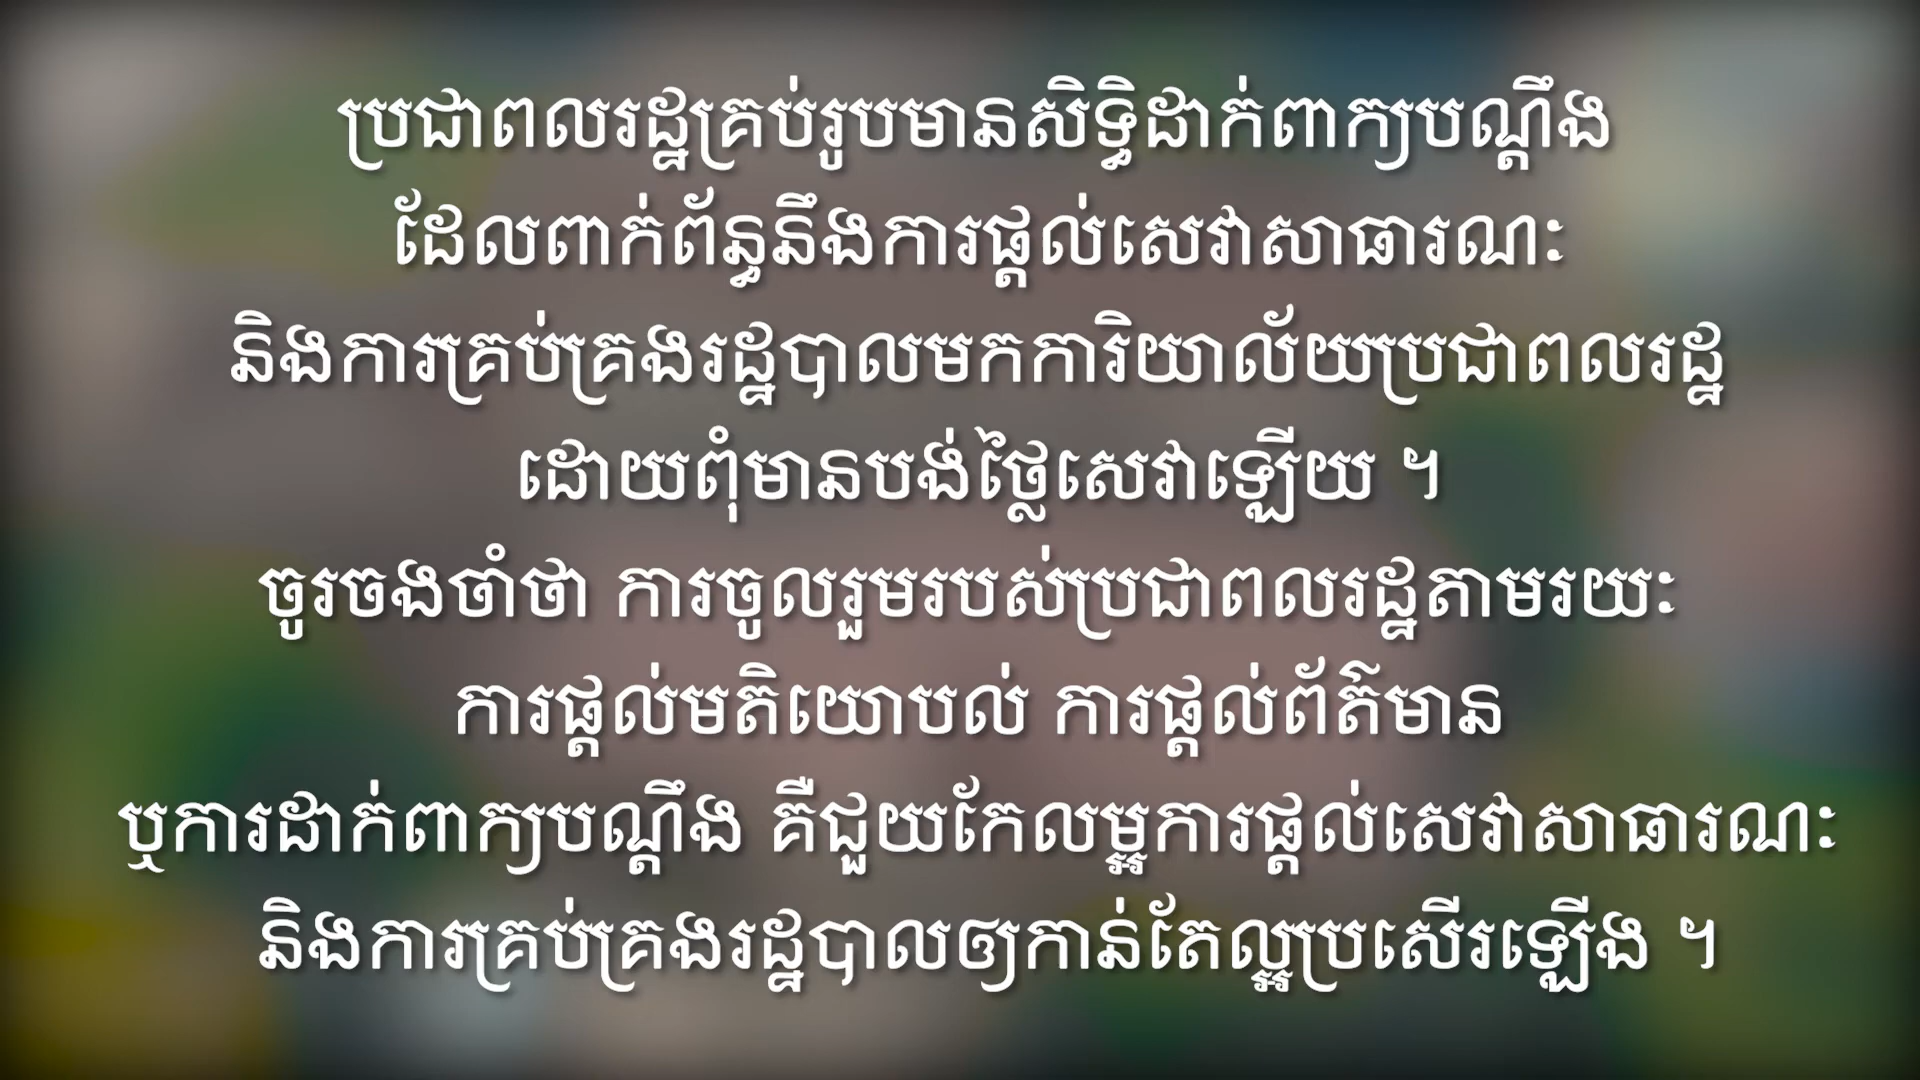 ប្រជាពលរដ្ឋគ្រប់រូបមានសិទ្ធិដាក់ពាក្យបណ្ដឹង
ដែលពាក់ព័ន្ធនឹងការផ្ដល់សេវាសាធារណៈ
និងការគ្រប់គ្រងរដ្ឋបាលមកការិយាល័យប្រជាពលរដ្ឋ
ដោយពុំមានបង់ថ្លៃសេវាឡើយ ។
ចូរចងចាំថា ការចូលរួមរបស់ប្រជាពលរដ្ឋតាមរយៈ
ការផ្ដល់មតិយោបល់ ការផ្ដល់ព័ត៌មាន
ឬការដាក់ពាក្យបណ្ដឹង គឺជួយកែលម្អការផ្ដល់សេវាសាធារណៈ
និងការគ្រប់គ្រងរដ្ឋបាលឲ្យកាន់តែល្អប្រសើរឡើង ។